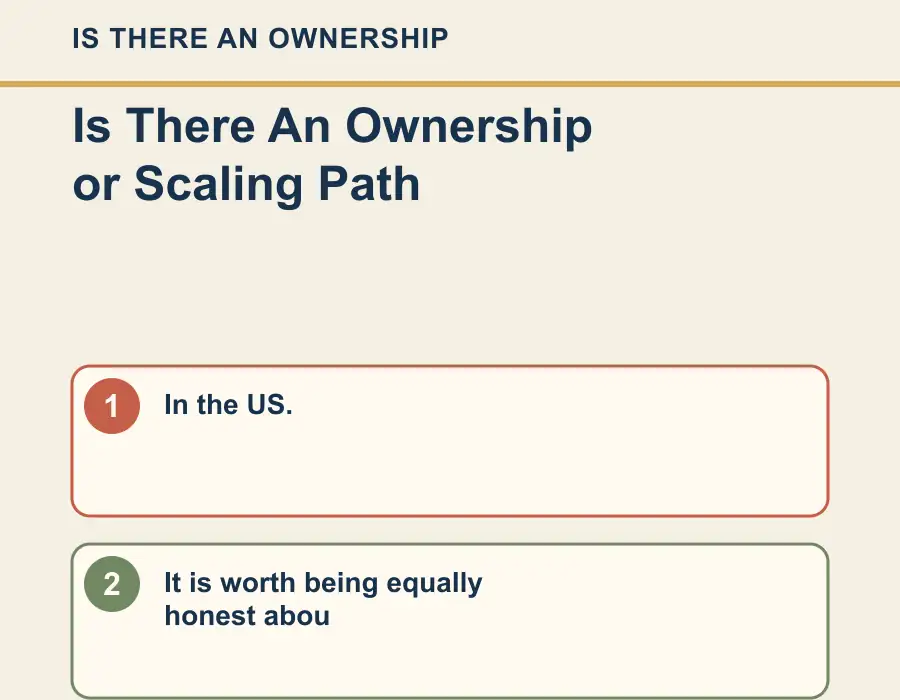 IS THERE AN OWNERSHIP
Is There An Ownership
or Scaling Path
1
In the US.
2
It is worth being equally
honest abou